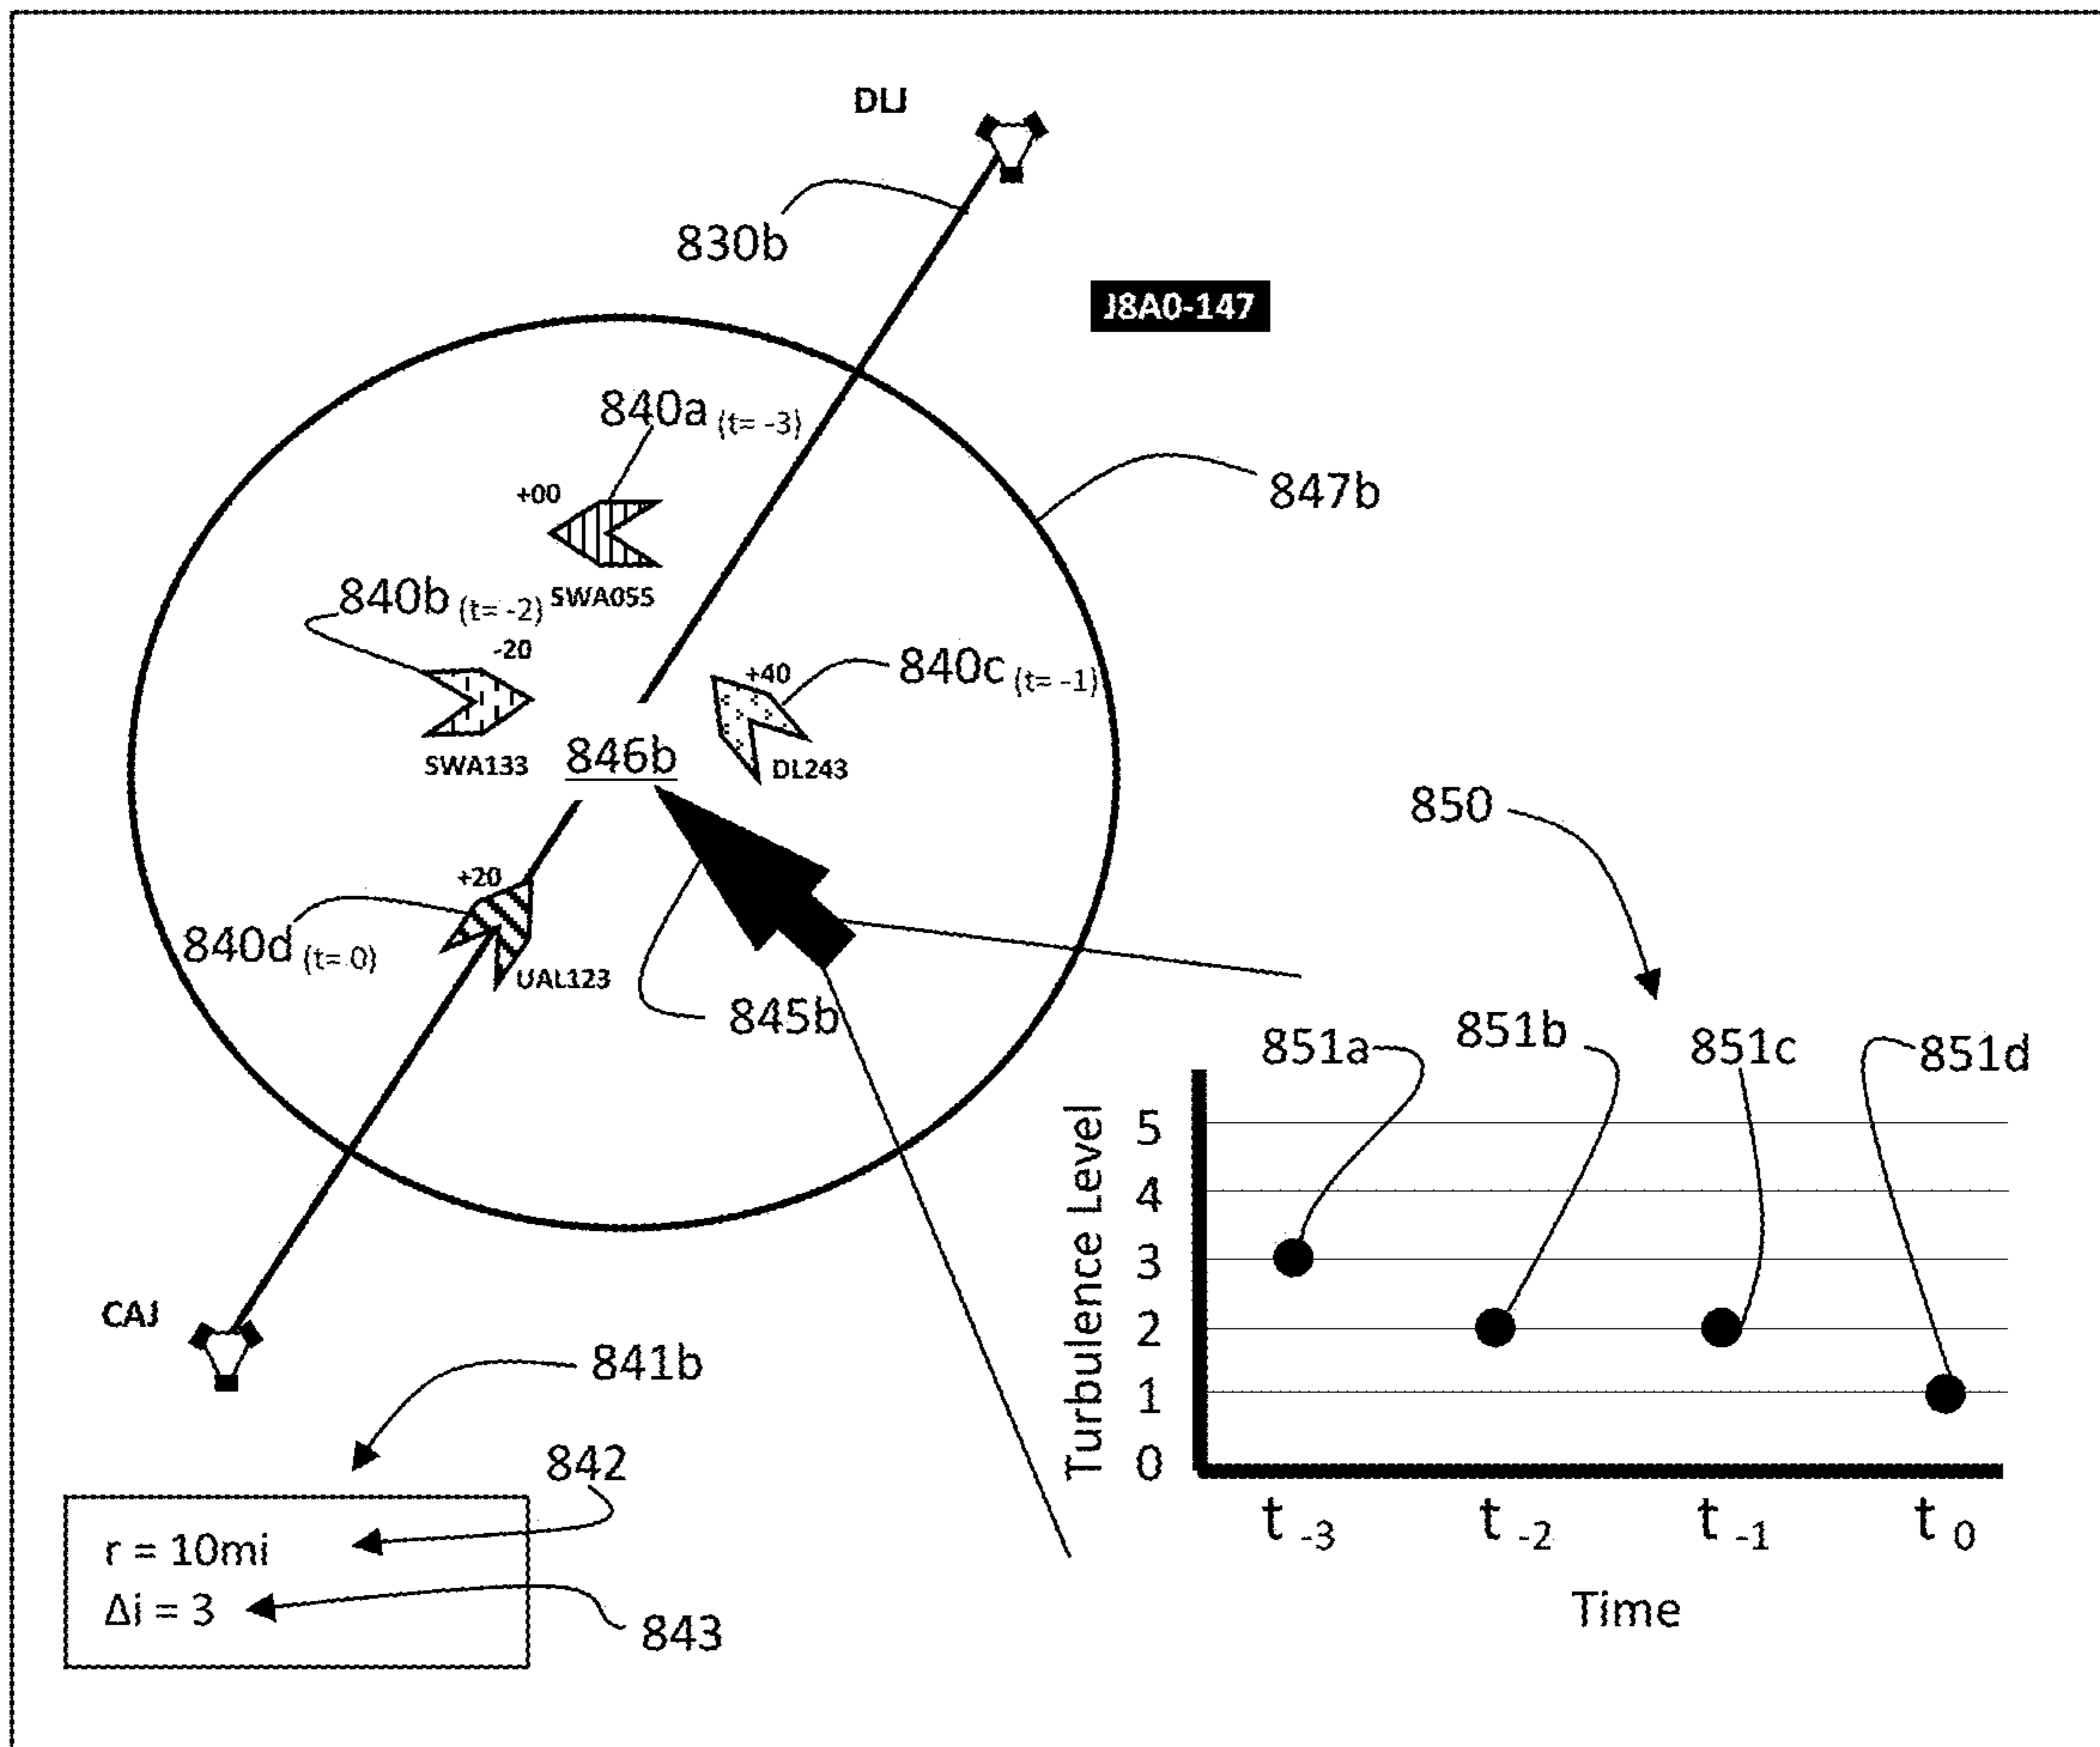 DLJ
830b
J8A0-147
840a (t= -3)
847b
+00
SWA055
840b (t= -2)
-20
SWA133
+40
840c (t= -1)
DL243
846b
850
+20
840d (t= 0)
UAL123
845b
851a
851b
851c
851d
Turbulence Level
5
4
3
2
1
0
t -3
t -2
t -1
t 0
Time
CAJ
841b
842
r = 10mi
Δi = 3
843